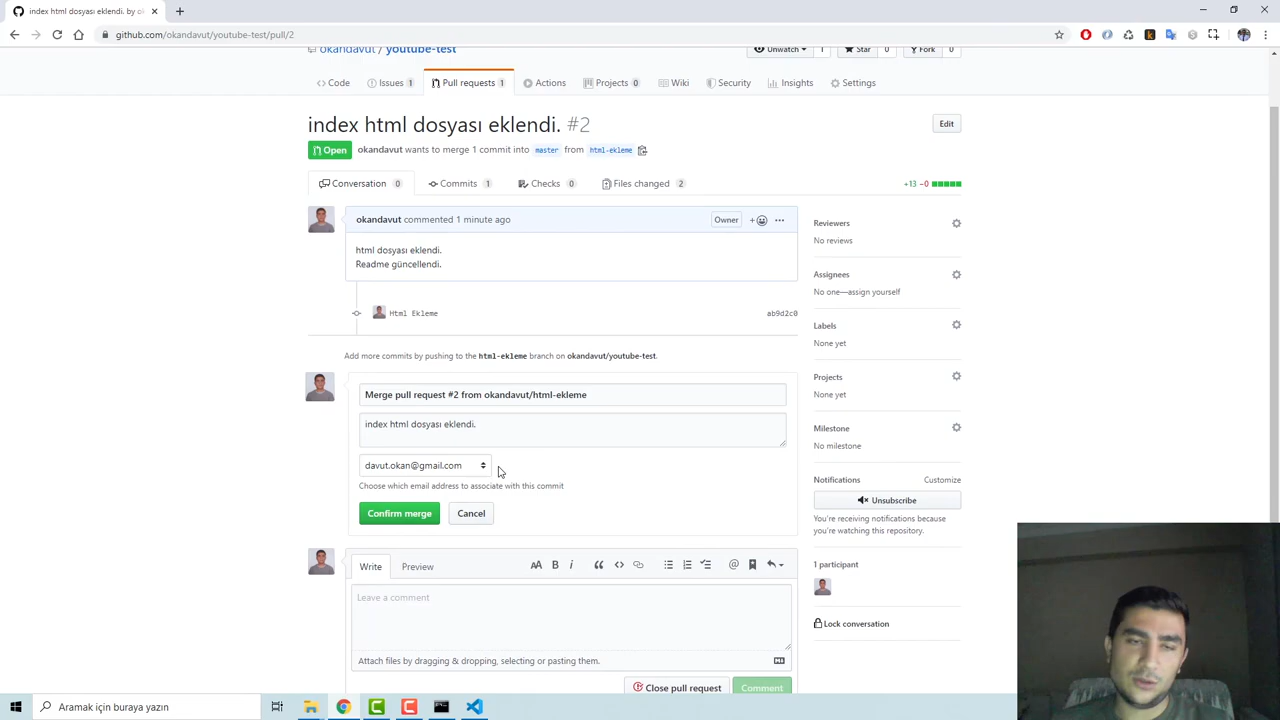 index html dosyası eklendi. by ok
github.com/okandavut/youtube-test/pull/2
okandavut / youtube-test
Unwatch 1 Star 0 Fork 0
Code Issues 1 Pull requests 1 Actions Projects 0 Wiki Security Insights Settings
index html dosyası eklendi. #2
Edit
Open okandavut wants to merge 1 commit into master from html-ekleme
Conversation 0 Commits 1 Checks 0 Files changed 2 +13 −0
okandavut commented 1 minute ago Owner
html dosyası eklendi.
Readme güncellendi.
Html Ekleme ab9d2c0
Add more commits by pushing to the html-ekleme branch on okandavut/youtube-test.
Merge pull request #2 from okandavut/html-ekleme
index html dosyası eklendi.
davut.okan@gmail.com
Choose which email address to associate with this commit
Confirm merge Cancel
Write Preview
Leave a comment
Attach files by dragging & dropping, selecting or pasting them.
Close pull request Comment
Reviewers
No reviews
Assignees
No one—assign yourself
Labels
None yet
Projects
None yet
Milestone
No milestone
Notifications Customize
Unsubscribe
You're receiving notifications because
you're watching this repository.
1 participant
Lock conversation
Aramak için buraya yazın